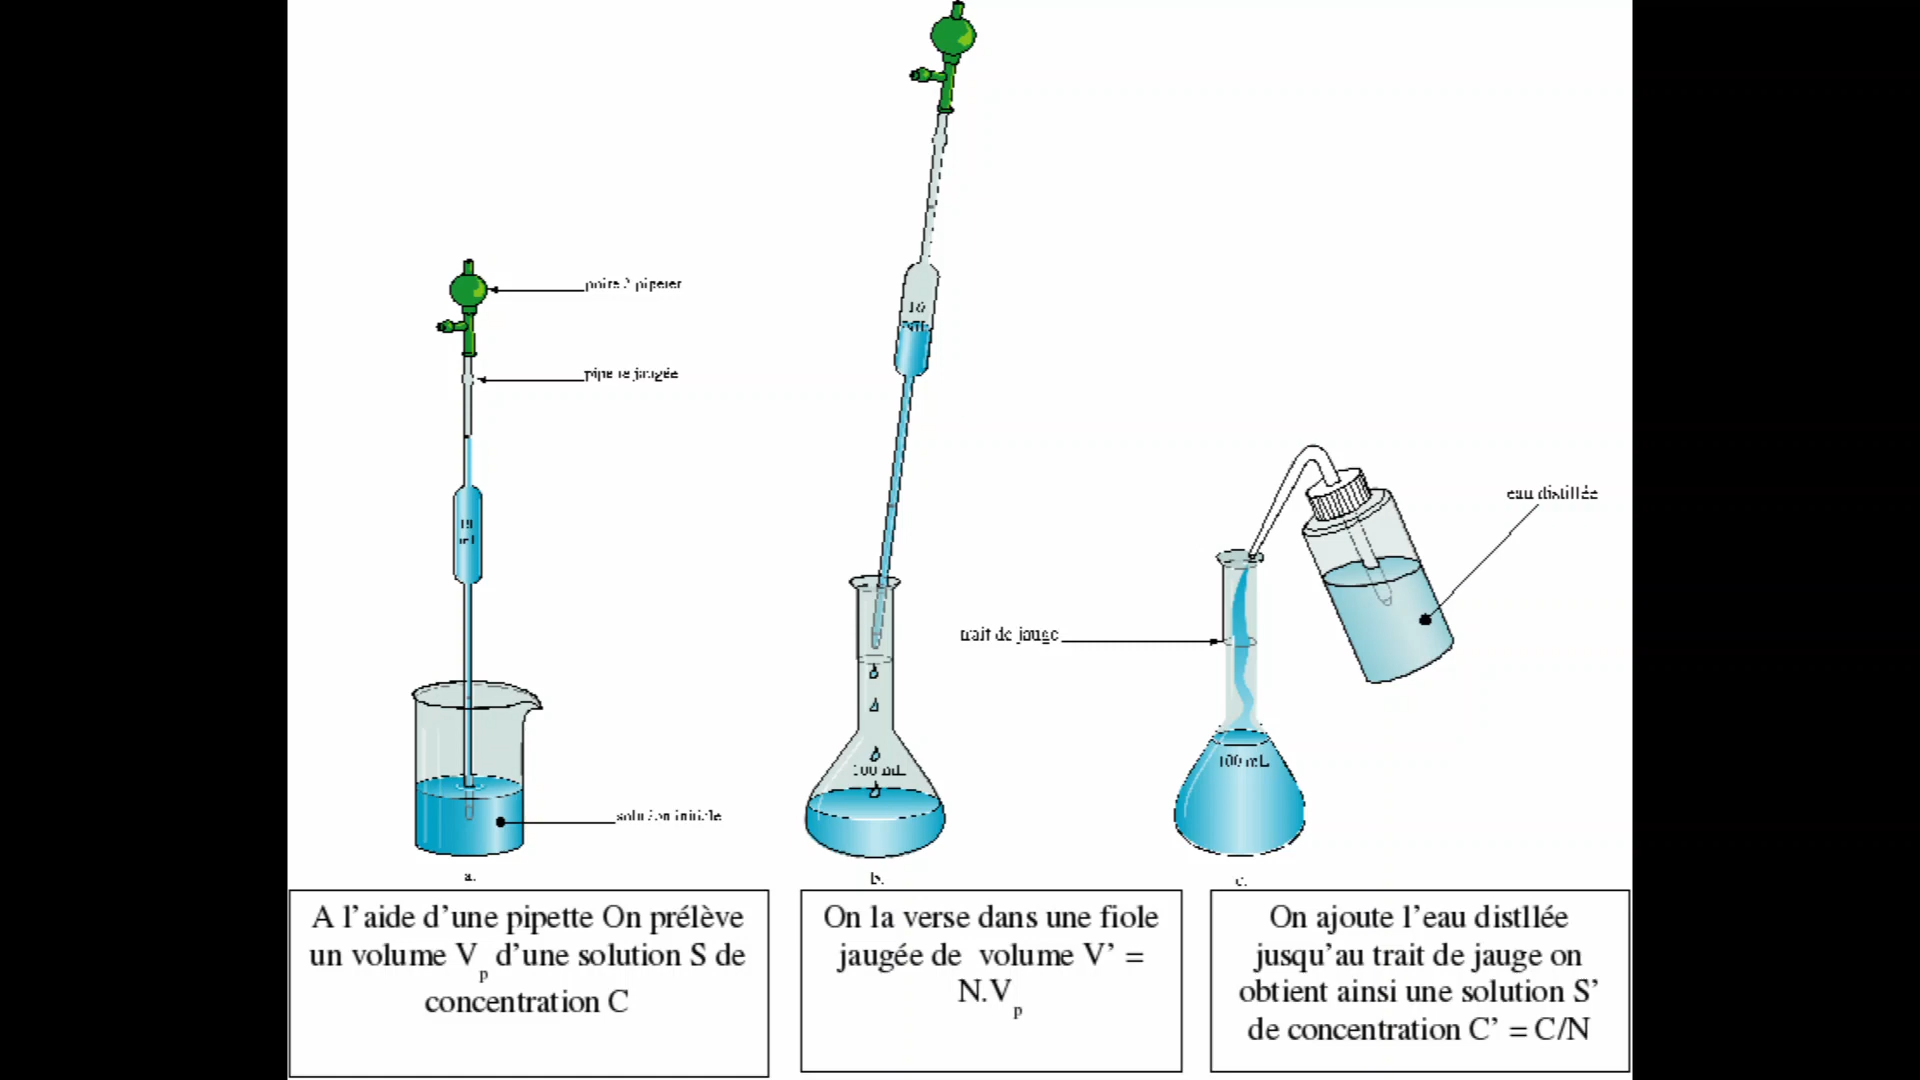 poire à pipeter
pipette jaugée
10
mL
solution initiale
a.
A l’aide d’une pipette On prélève
un volume Vp d’une solution S de
concentration C
10
mL
100 mL
b.
On la verse dans une fiole
jaugée de volume V’ =
N.Vp
eau distillée
trait de jauge
100 mL
c.
On ajoute l’eau distllée
jusqu’au trait de jauge on
obtient ainsi une solution S’
de concentration C’ = C/N